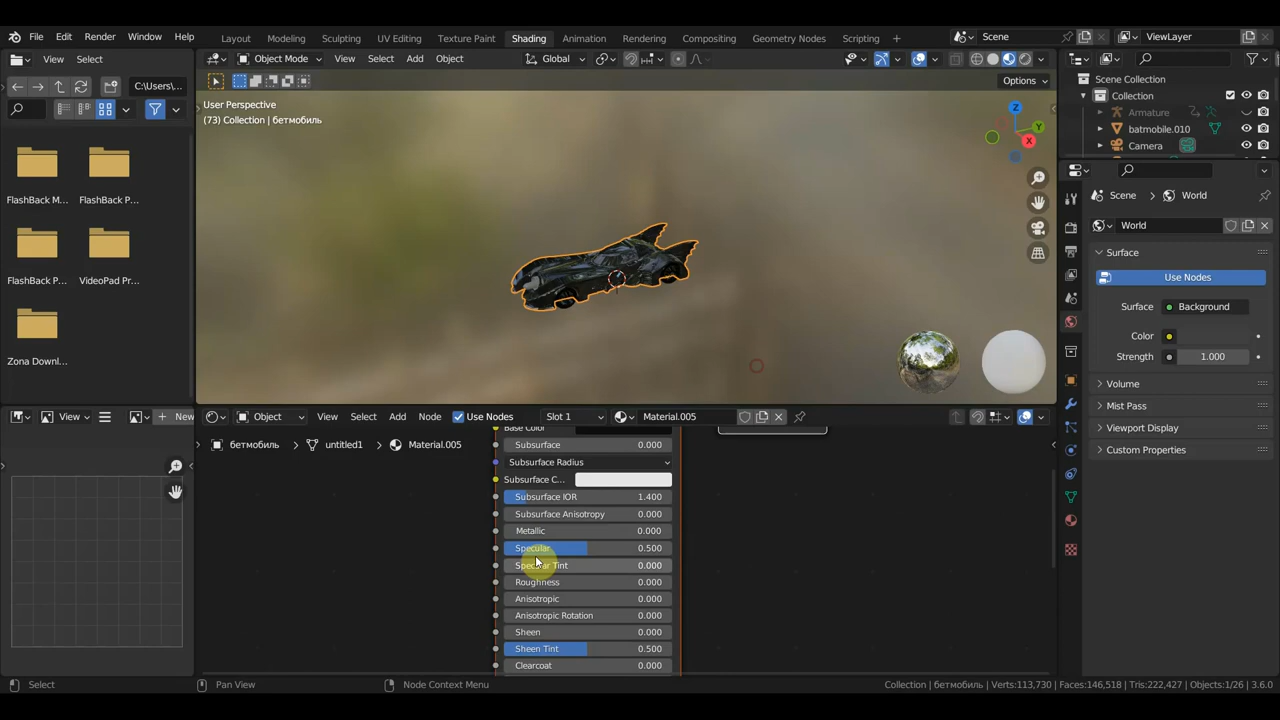 File Edit Render Window Help
Layout Modeling Sculpting UV Editing Texture Paint Shading Animation Rendering Compositing Geometry Nodes Scripting +
Scene ViewLayer
View Select
Object Mode View Select Add Object Global
C:\Users\...
Options
User Perspective
(73) Collection | бетмобиль
Z
Y
X
FlashBack M...
FlashBack P...
FlashBack P...
VideoPad Pr...
Zona Downl...
Scene Collection
Collection
Armature
batmobile.010
Camera
Scene World
World
Surface
Use Nodes
Surface Background
Color
Strength 1.000
Volume
Mist Pass
Viewport Display
Custom Properties
View New
Object View Select Add Node Use Nodes Slot 1 Material.005
бетмобиль untitled1 Material.005
Base Color
Subsurface 0.000
Subsurface Radius
Subsurface C...
Subsurface IOR 1.400
Subsurface Anisotropy 0.000
Metallic 0.000
Specular 0.500
Specular Tint 0.000
Roughness 0.000
Anisotropic 0.000
Anisotropic Rotation 0.000
Sheen 0.000
Sheen Tint 0.500
Clearcoat 0.000
Select Pan View Node Context Menu
Collection | бетмобиль | Verts:113,730 | Faces:146,518 | Tris:222,427 | Objects:1/26 | 3.6.0